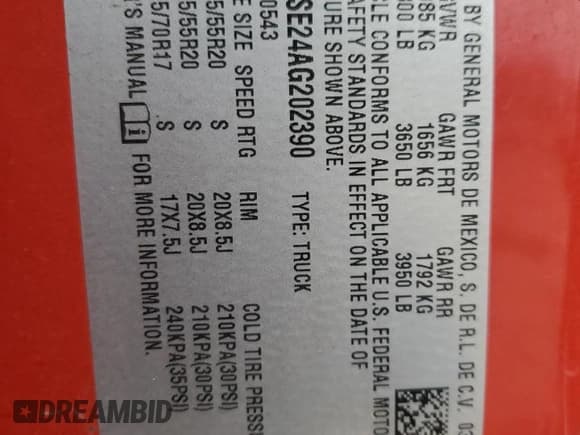 BY GENERAL MOTORS DE MEXICO, S. DE R.L. DE C.V. 03
GVWR GAWR FRT GAWR RR
85 KG 1656 KG 1792 KG
00 LB 3650 LB 3950 LB
CLE CONFORMS TO ALL APPLICABLE U.S. FEDERAL MOTO
AFETY STANDARDS IN EFFECT ON THE DATE OF
URE SHOWN ABOVE.
SE24AG202390 TYPE: TRUCK
0543
E SIZE SPEED RTG RIM COLD TIRE PRESS
5/55R20 S 20X8.5J 210KPA(30PSI)
5/55R20 S 20X8.5J 210KPA(30PSI)
5/70R17 S 17X7.5J 240KPA(35PSI)
'S MANUAL i FOR MORE INFORMATION.
DREAMBID